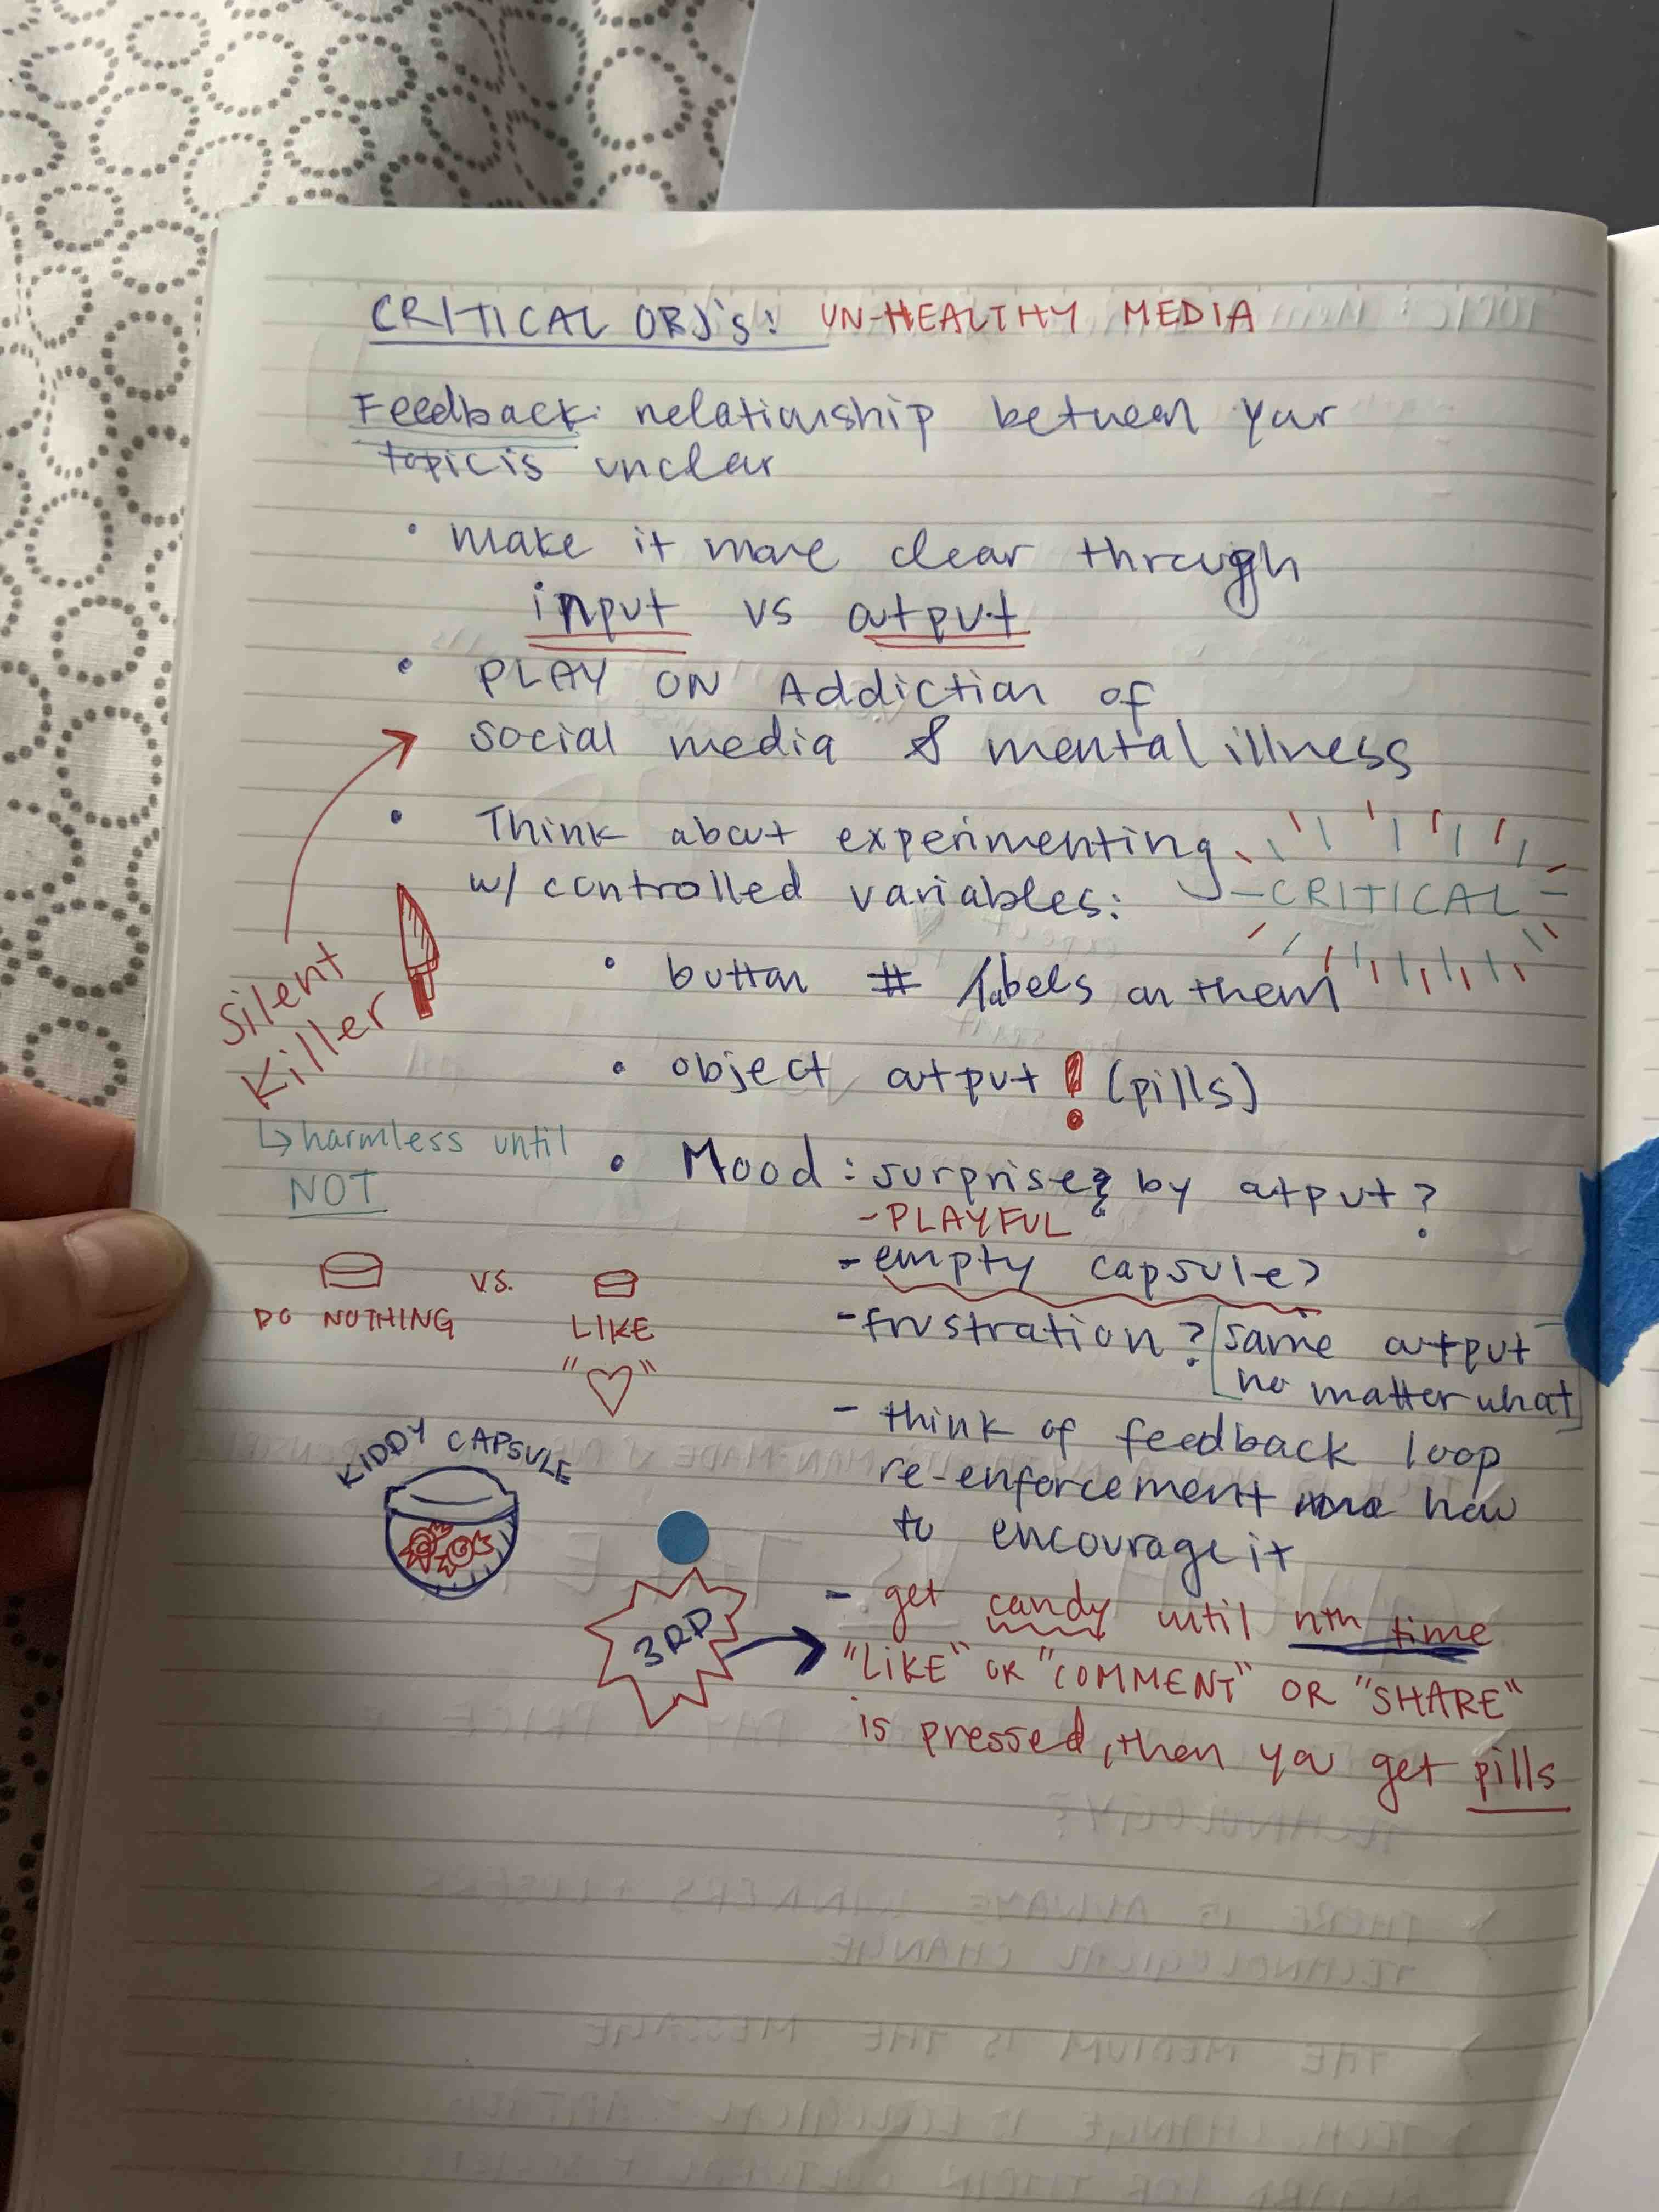 CRITICAL OBJ's: UN-HEALTHY MEDIA
Feedback: relationship between your
topic is unclear
• make it more clear through
input vs output
• PLAY ON Addiction of
social media & mental illness
• Think about experimenting
w/ controlled variables: - CRITICAL -
• button # labels on them
• object output ! (pills)
Silent
Killer
↳ harmless until
NOT
• Mood: surprise? by output?
- PLAYFUL
- empty capsule?
- frustration? [same output
no matter what]
DO NOTHING VS. LIKE
"♡"
- think of feedback loop
re-enforcement how
to encourage it
KIDDY CAPSULE
3RD
- get candy until nth time
"LIKE" OR "COMMENT" OR "SHARE"
is pressed, then you get pills